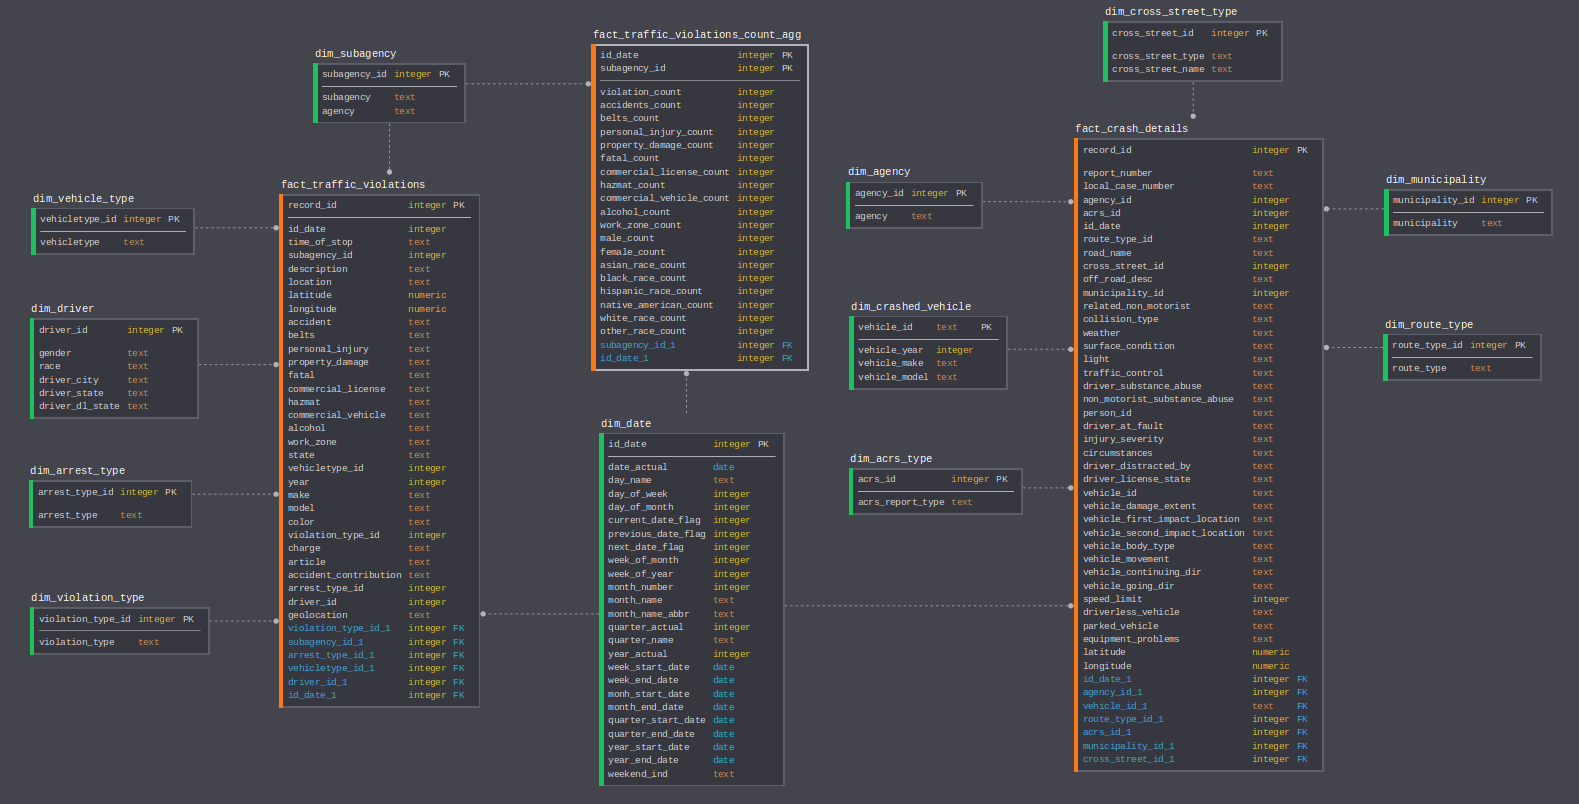 dim_subagency
subagency_id integer PK
subagency text
agency text
fact_traffic_violations_count_agg
id_date integer PK
subagency_id integer PK
violation_count integer
accidents_count integer
belts_count integer
personal_injury_count integer
property_damage_count integer
fatal_count integer
commercial_license_count integer
hazmat_count integer
commercial_vehicle_count integer
alcohol_count integer
work_zone_count integer
male_count integer
female_count integer
asian_race_count integer
black_race_count integer
hispanic_race_count integer
native_american_count integer
white_race_count integer
other_race_count integer
subagency_id_1 integer FK
id_date_1 integer FK
dim_cross_street_type
cross_street_id integer PK
cross_street_type text
cross_street_name text
dim_vehicle_type
vehicletype_id integer PK
vehicletype text
dim_driver
driver_id integer PK
gender text
race text
driver_city text
driver_state text
driver_dl_state text
dim_arrest_type
arrest_type_id integer PK
arrest_type text
dim_violation_type
violation_type_id integer PK
violation_type text
fact_traffic_violations
record_id integer PK
id_date integer
time_of_stop text
subagency_id integer
description text
location text
latitude numeric
longitude numeric
accident text
belts text
personal_injury text
property_damage text
fatal text
commercial_license text
hazmat text
commercial_vehicle text
alcohol text
work_zone text
state text
vehicletype_id integer
year integer
make text
model text
color text
violation_type_id integer
charge text
article text
accident_contribution text
arrest_type_id integer
driver_id integer
geolocation text
violation_type_id_1 integer FK
subagency_id_1 integer FK
arrest_type_id_1 integer FK
vehicletype_id_1 integer FK
driver_id_1 integer FK
id_date_1 integer FK
dim_date
id_date integer PK
date_actual date
day_name text
day_of_week integer
day_of_month integer
current_date_flag integer
previous_date_flag integer
next_date_flag integer
week_of_month integer
week_of_year integer
month_number integer
month_name text
month_name_abbr text
quarter_actual integer
quarter_name text
year_actual integer
week_start_date date
week_end_date date
monh_start_date date
month_end_date date
quarter_start_date date
quarter_end_date date
year_start_date date
year_end_date date
weekend_ind text
dim_agency
agency_id integer PK
agency text
dim_crashed_vehicle
vehicle_id text PK
vehicle_year integer
vehicle_make text
vehicle_model text
dim_acrs_type
acrs_id integer PK
acrs_report_type text
fact_crash_details
record_id integer PK
report_number text
local_case_number text
agency_id integer
acrs_id integer
id_date integer
route_type_id text
road_name text
cross_street_id integer
off_road_desc text
municipality_id integer
related_non_motorist text
collision_type text
weather text
surface_condition text
light text
traffic_control text
driver_substance_abuse text
non_motorist_substance_abuse text
person_id text
driver_at_fault text
injury_severity text
circumstances text
driver_distracted_by text
driver_license_state text
vehicle_id text
vehicle_damage_extent text
vehicle_first_impact_location text
vehicle_second_impact_location text
vehicle_body_type text
vehicle_movement text
vehicle_continuing_dir text
vehicle_going_dir text
speed_limit integer
driverless_vehicle text
parked_vehicle text
equipment_problems text
latitude numeric
longitude numeric
id_date_1 integer FK
agency_id_1 integer FK
vehicle_id_1 text FK
route_type_id_1 integer FK
acrs_id_1 integer FK
municipality_id_1 integer FK
cross_street_id_1 integer FK
dim_municipality
municipality_id integer PK
municipality text
dim_route_type
route_type_id integer PK
route_type text